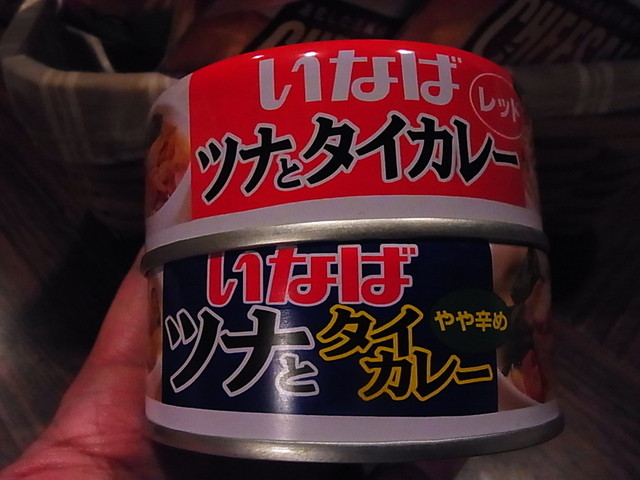 いなば
レッド
ツナとタイカレー
いなば
ツナと
タイ
カレー
やや辛め